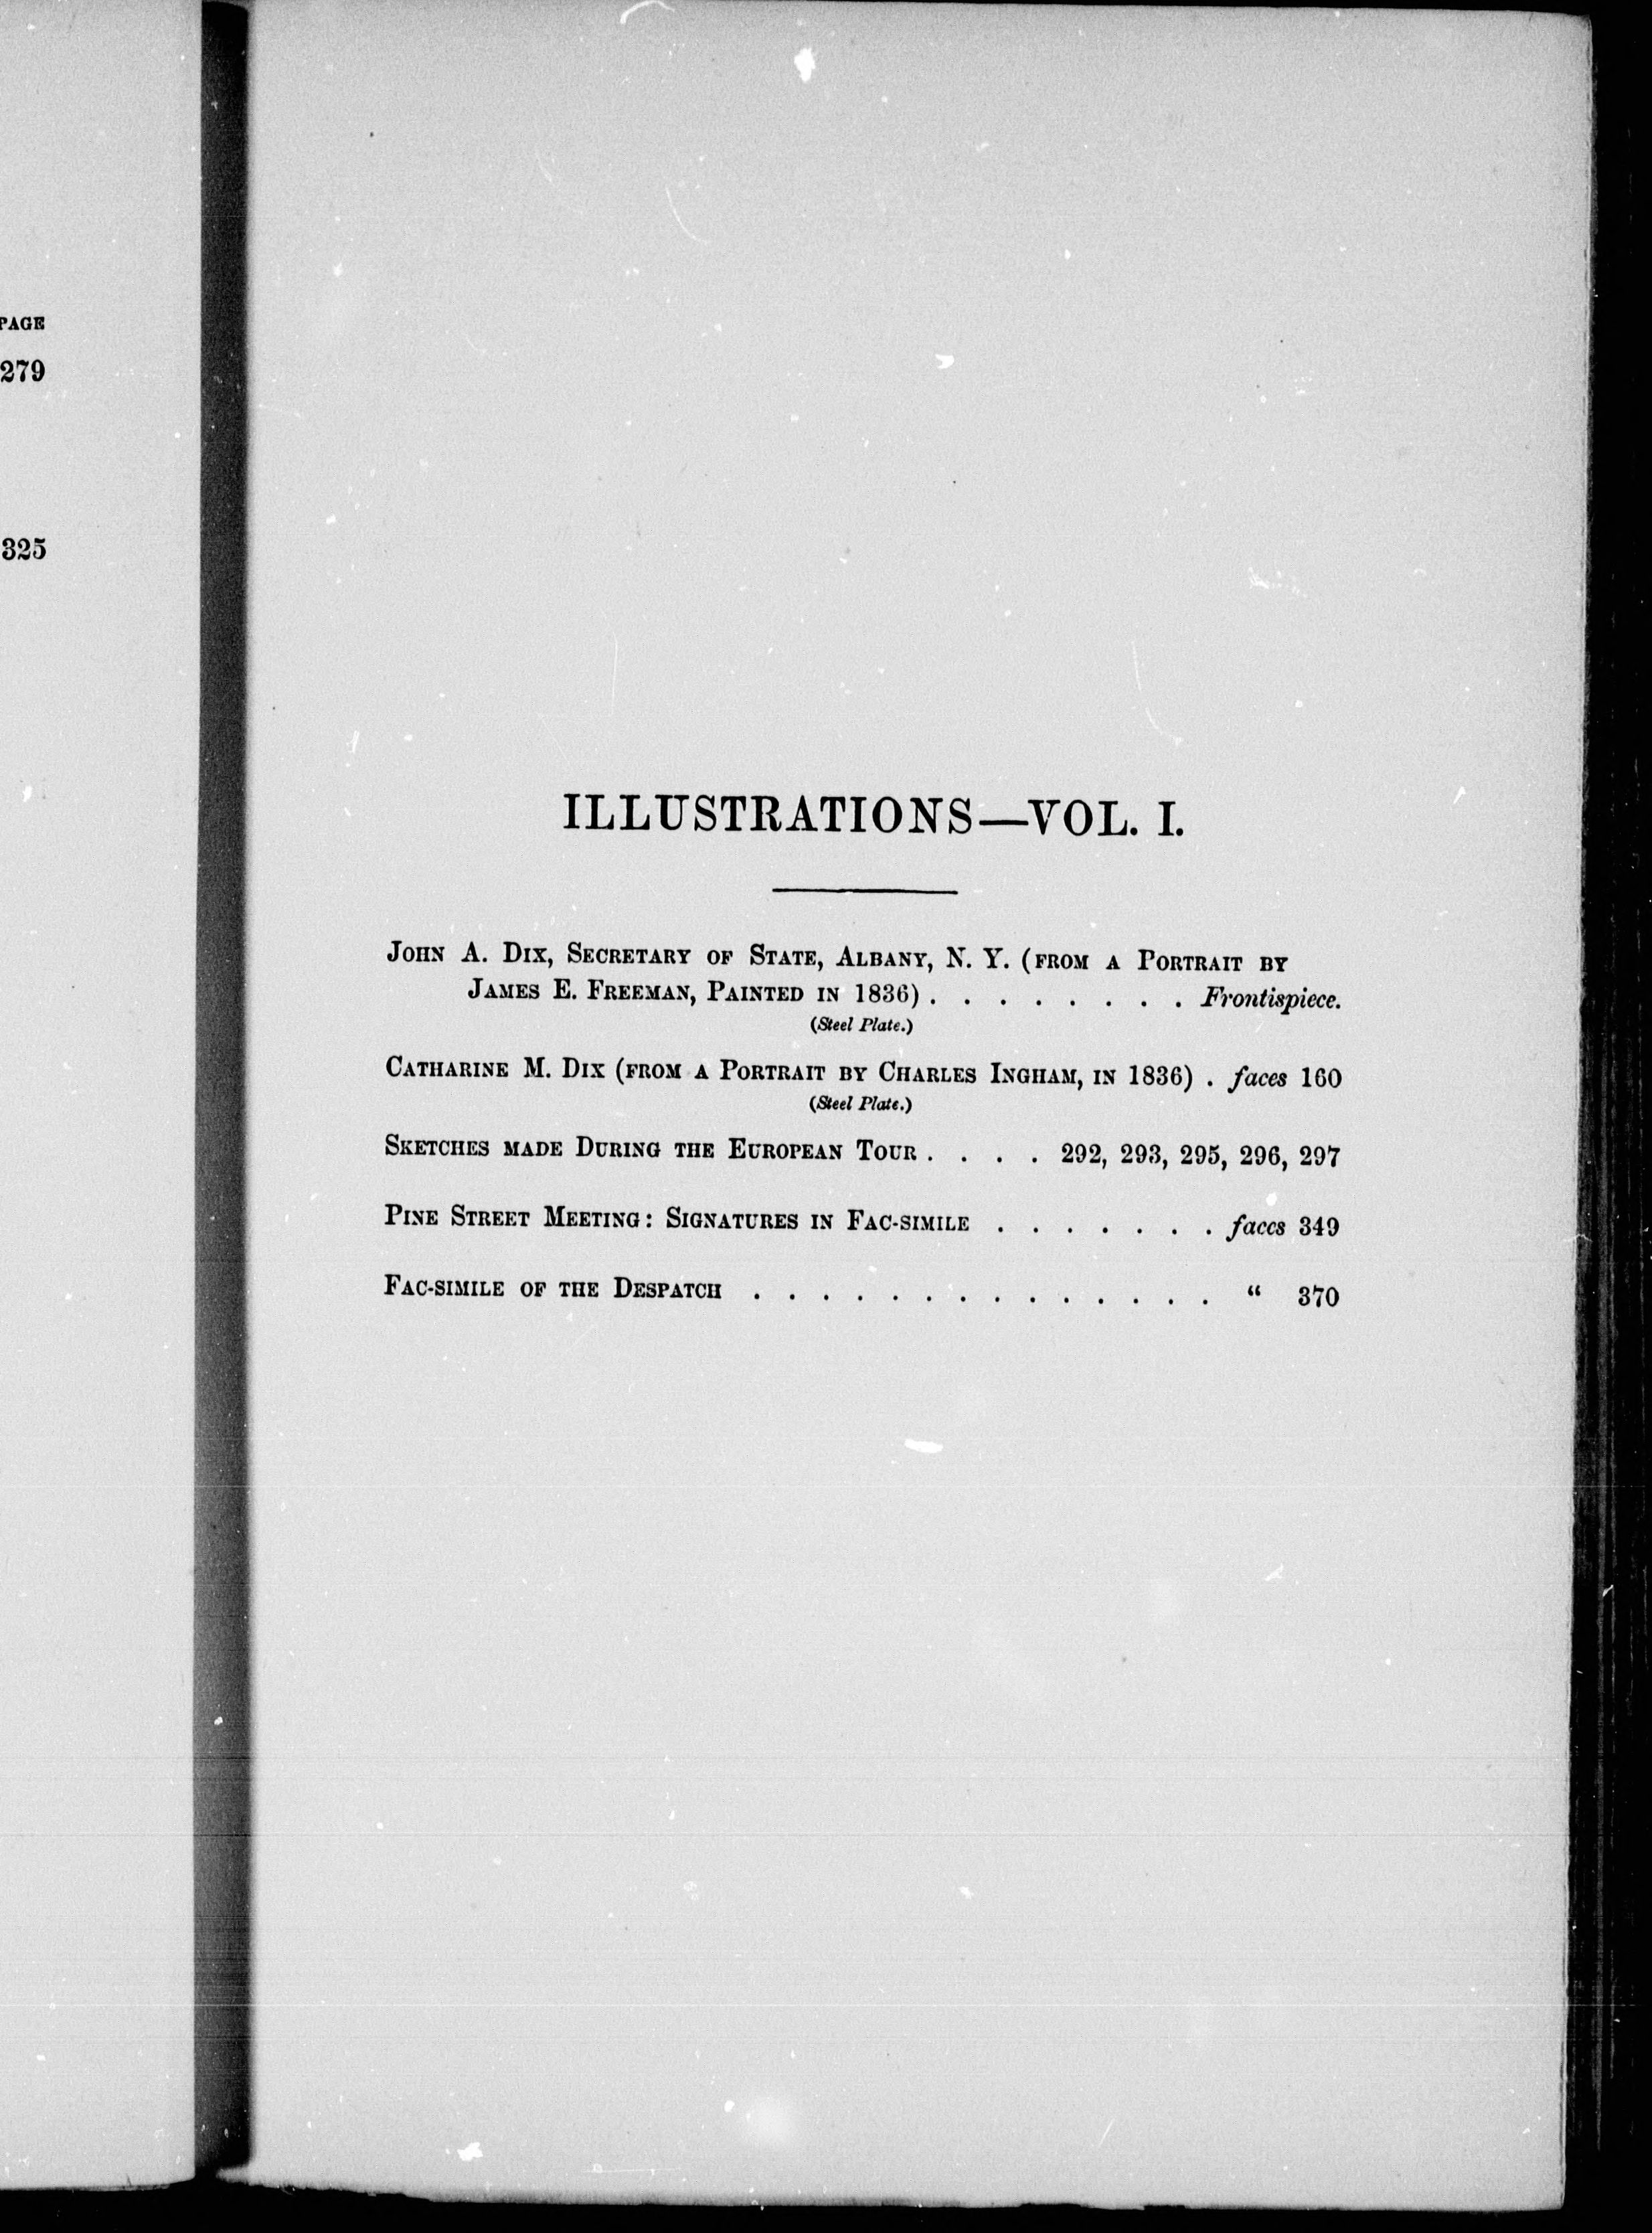 PAGE
279
325
ILLUSTRATIONS—VOL. I.
John A. Dix, Secretary of State, Albany, N. Y. (from a Portrait by
James E. Freeman, Painted in 1836) . . . . . . . . Frontispiece.
(Steel Plate.)
Catharine M. Dix (from a Portrait by Charles Ingham, in 1836) . faces 160
(Steel Plate.)
Sketches made During the European Tour . . . . 292, 293, 295, 296, 297
Pine Street Meeting: Signatures in Fac-simile . . . . . . . faces 349
Fac-simile of the Despatch . . . . . . . . . . . . . . “ 370